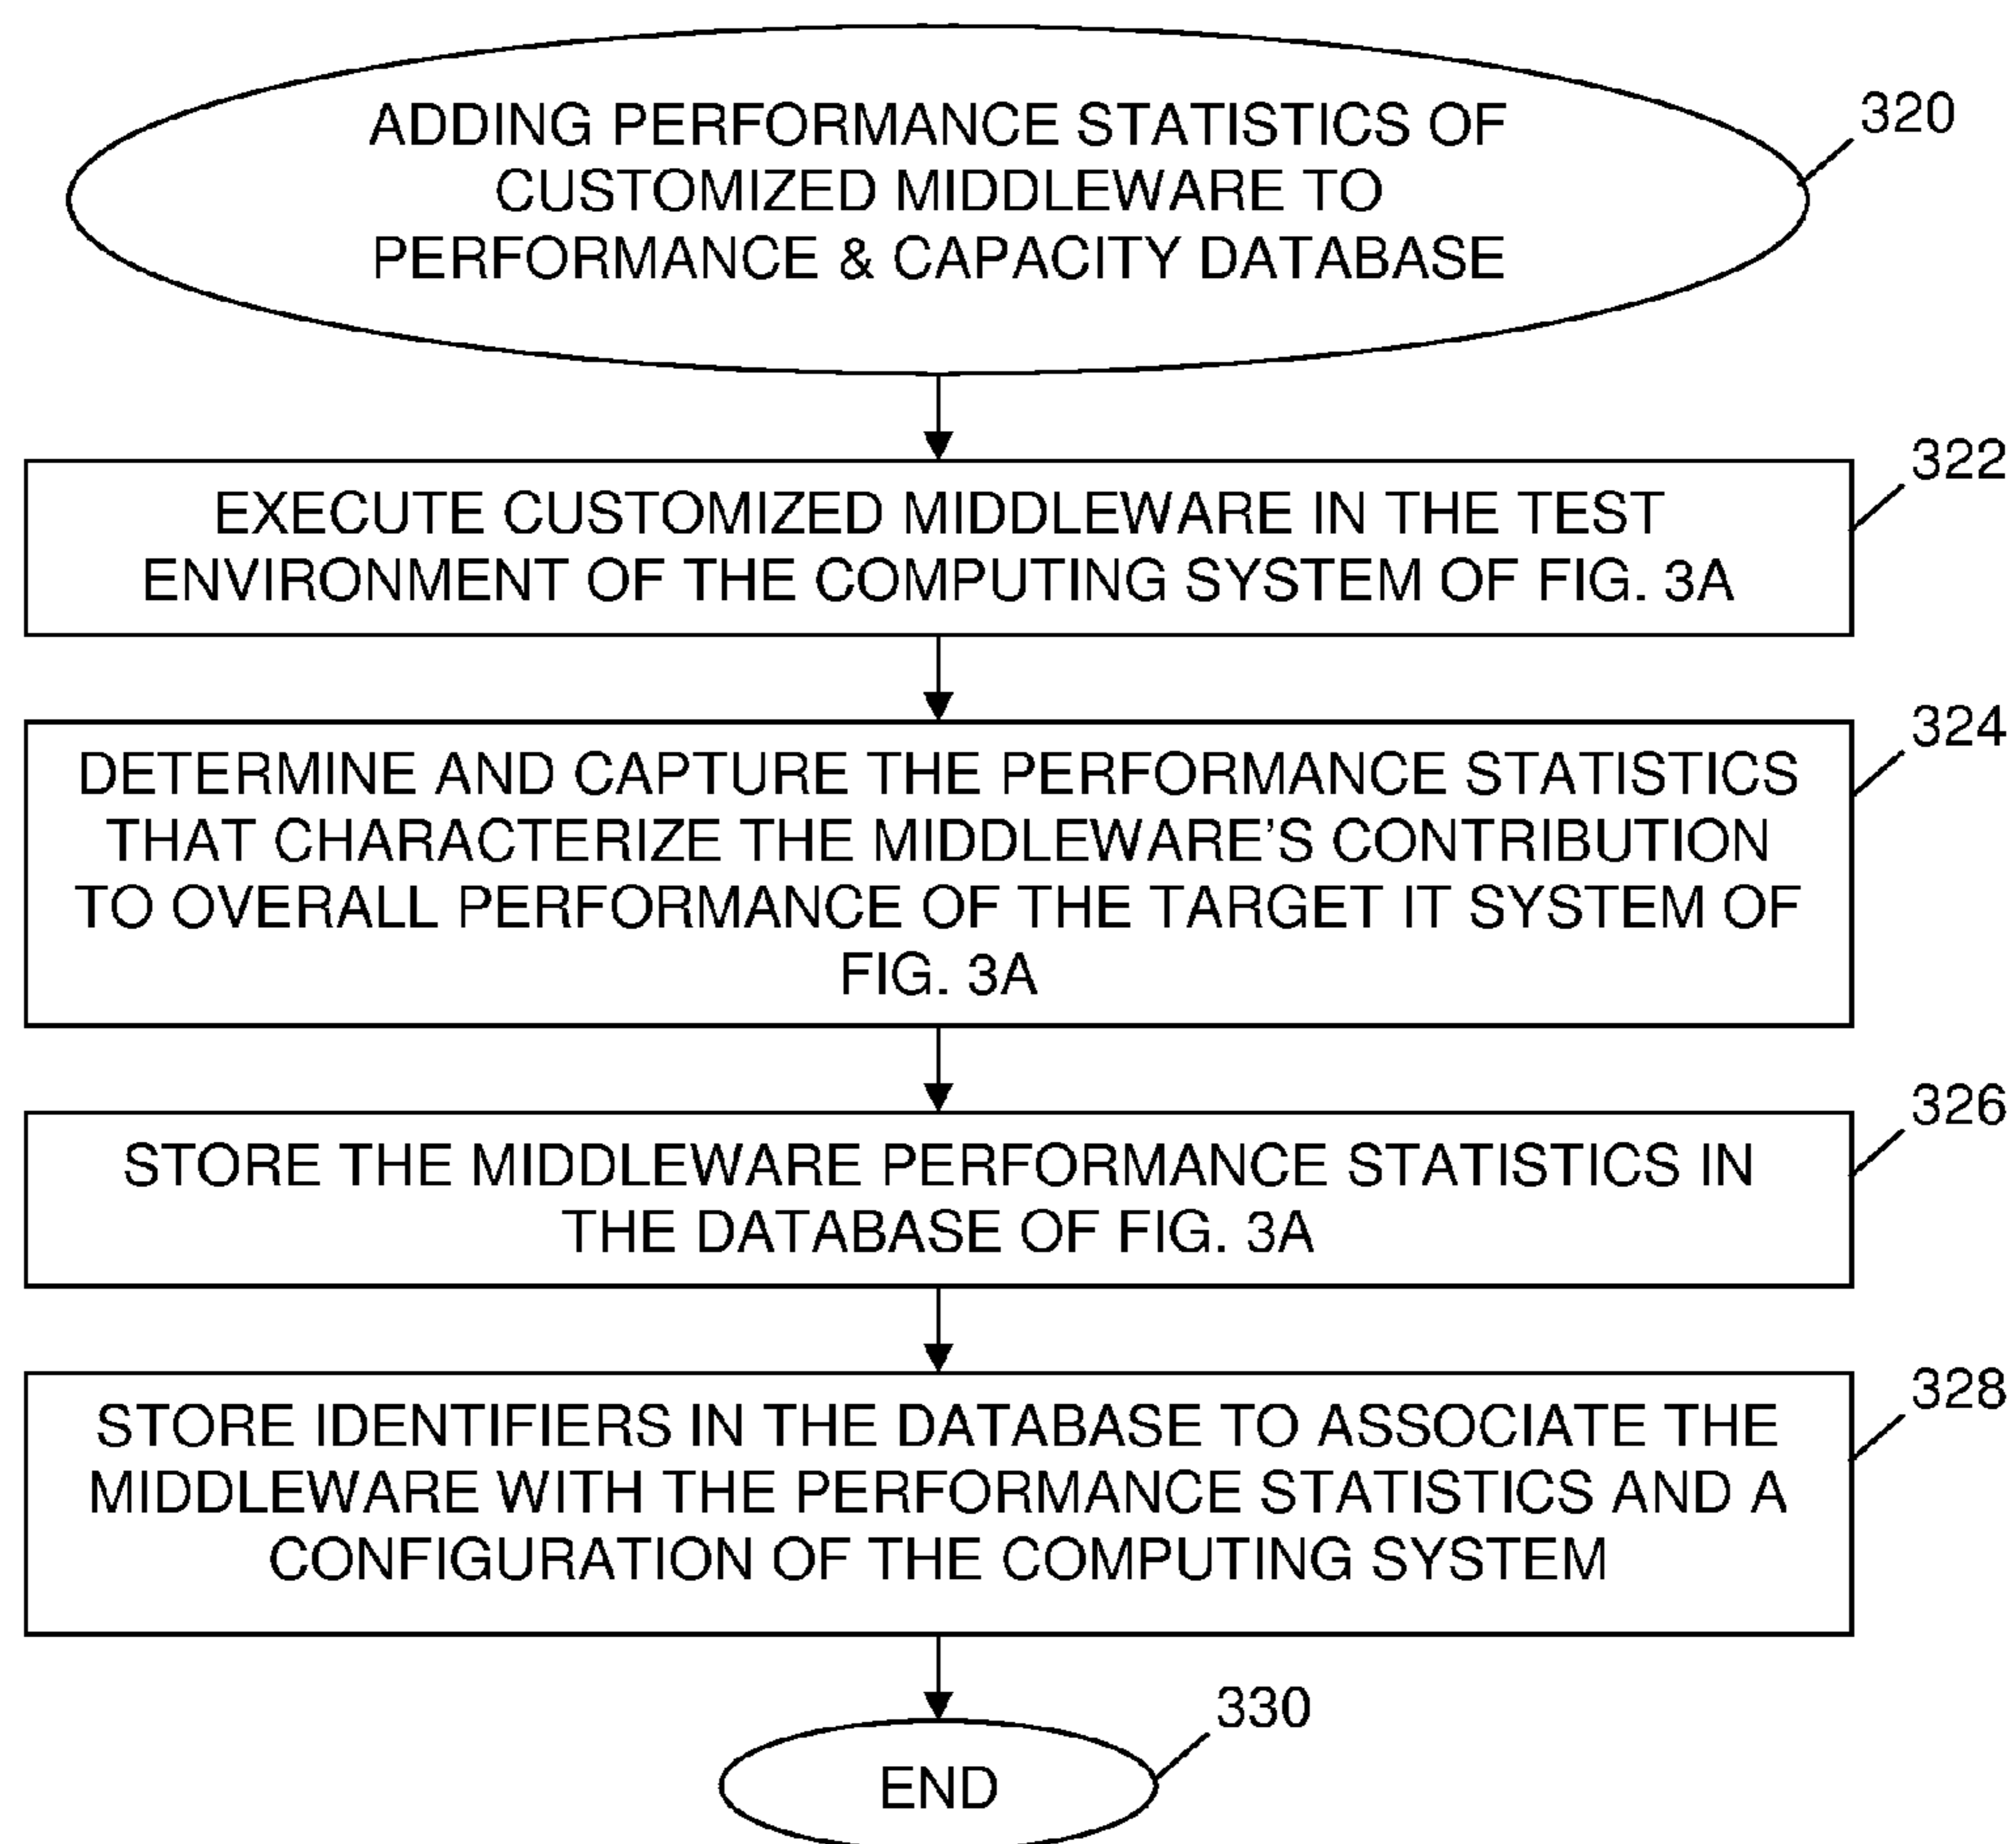 ADDING PERFORMANCE STATISTICS OF
CUSTOMIZED MIDDLEWARE TO
PERFORMANCE & CAPACITY DATABASE
320
322
EXECUTE CUSTOMIZED MIDDLEWARE IN THE TEST
ENVIRONMENT OF THE COMPUTING SYSTEM OF FIG. 3A
324
DETERMINE AND CAPTURE THE PERFORMANCE STATISTICS
THAT CHARACTERIZE THE MIDDLEWARE’S CONTRIBUTION
TO OVERALL PERFORMANCE OF THE TARGET IT SYSTEM OF
FIG. 3A
326
STORE THE MIDDLEWARE PERFORMANCE STATISTICS IN
THE DATABASE OF FIG. 3A
328
STORE IDENTIFIERS IN THE DATABASE TO ASSOCIATE THE
MIDDLEWARE WITH THE PERFORMANCE STATISTICS AND A
CONFIGURATION OF THE COMPUTING SYSTEM
330
END